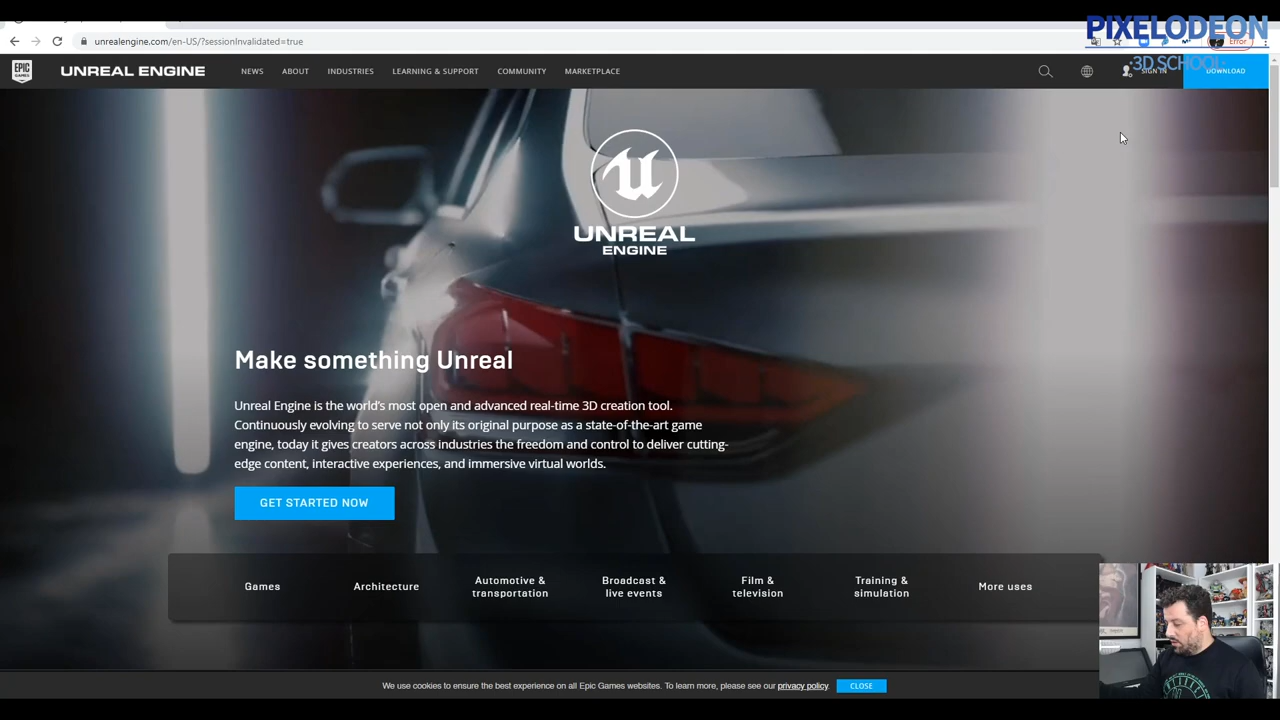 PIXELODEON
·3D SCHOOL·
unrealengine.com/en-US/?sessionInvalidated=true
Error
EPIC GAMES
UNREAL ENGINE
NEWS
ABOUT
INDUSTRIES
LEARNING & SUPPORT
COMMUNITY
MARKETPLACE
SIGN IN
DOWNLOAD
UNREAL
ENGINE
Make something Unreal
Unreal Engine is the world's most open and advanced real-time 3D creation tool.
Continuously evolving to serve not only its original purpose as a state-of-the-art game
engine, today it gives creators across industries the freedom and control to deliver cutting-
edge content, interactive experiences, and immersive virtual worlds.
GET STARTED NOW
Games
Architecture
Automotive &
transportation
Broadcast &
live events
Film &
television
Training &
simulation
More uses
We use cookies to ensure the best experience on all Epic Games websites. To learn more, please see our privacy policy.
CLOSE